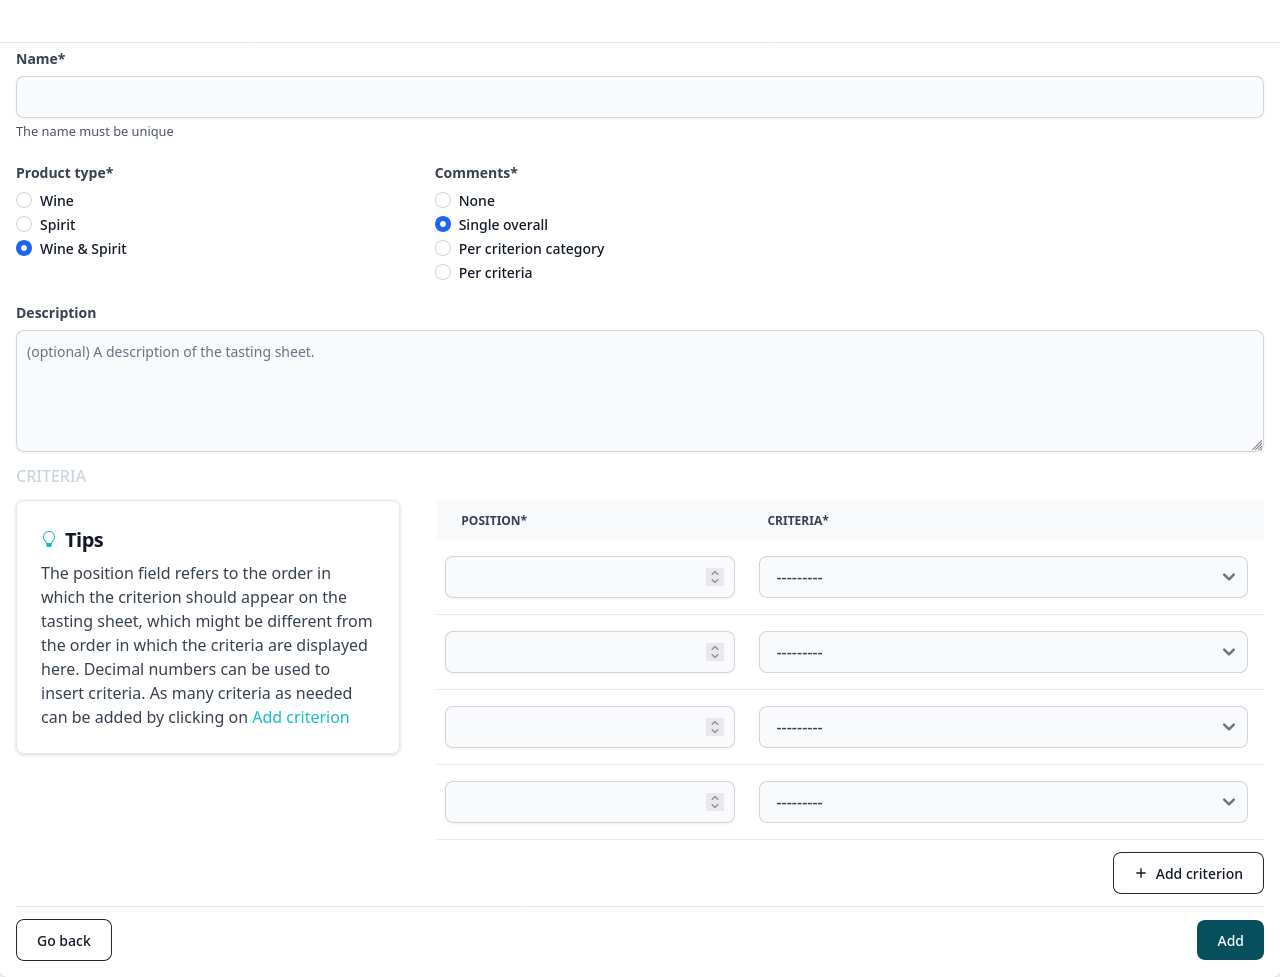 Name*
The name must be unique
Product type*
Wine
Spirit
Wine & Spirit
Comments*
None
Single overall
Per criterion category
Per criteria
Description
(optional) A description of the tasting sheet.
CRITERIA
Tips
The position field refers to the order in
which the criterion should appear on the
tasting sheet, which might be different from
the order in which the criteria are displayed
here. Decimal numbers can be used to
insert criteria. As many criteria as needed
can be added by clicking on Add criterion
POSITION* CRITERIA*
---------
---------
---------
---------
+ Add criterion
Go back
Add